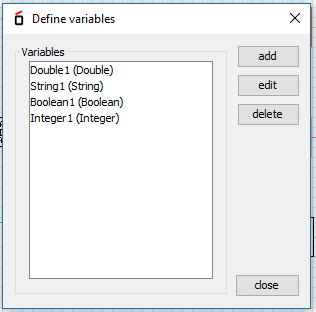 Define variables
Variables
Double1 (Double)
String1 (String)
Boolean1 (Boolean)
Integer1 (Integer)
add
edit
delete
close